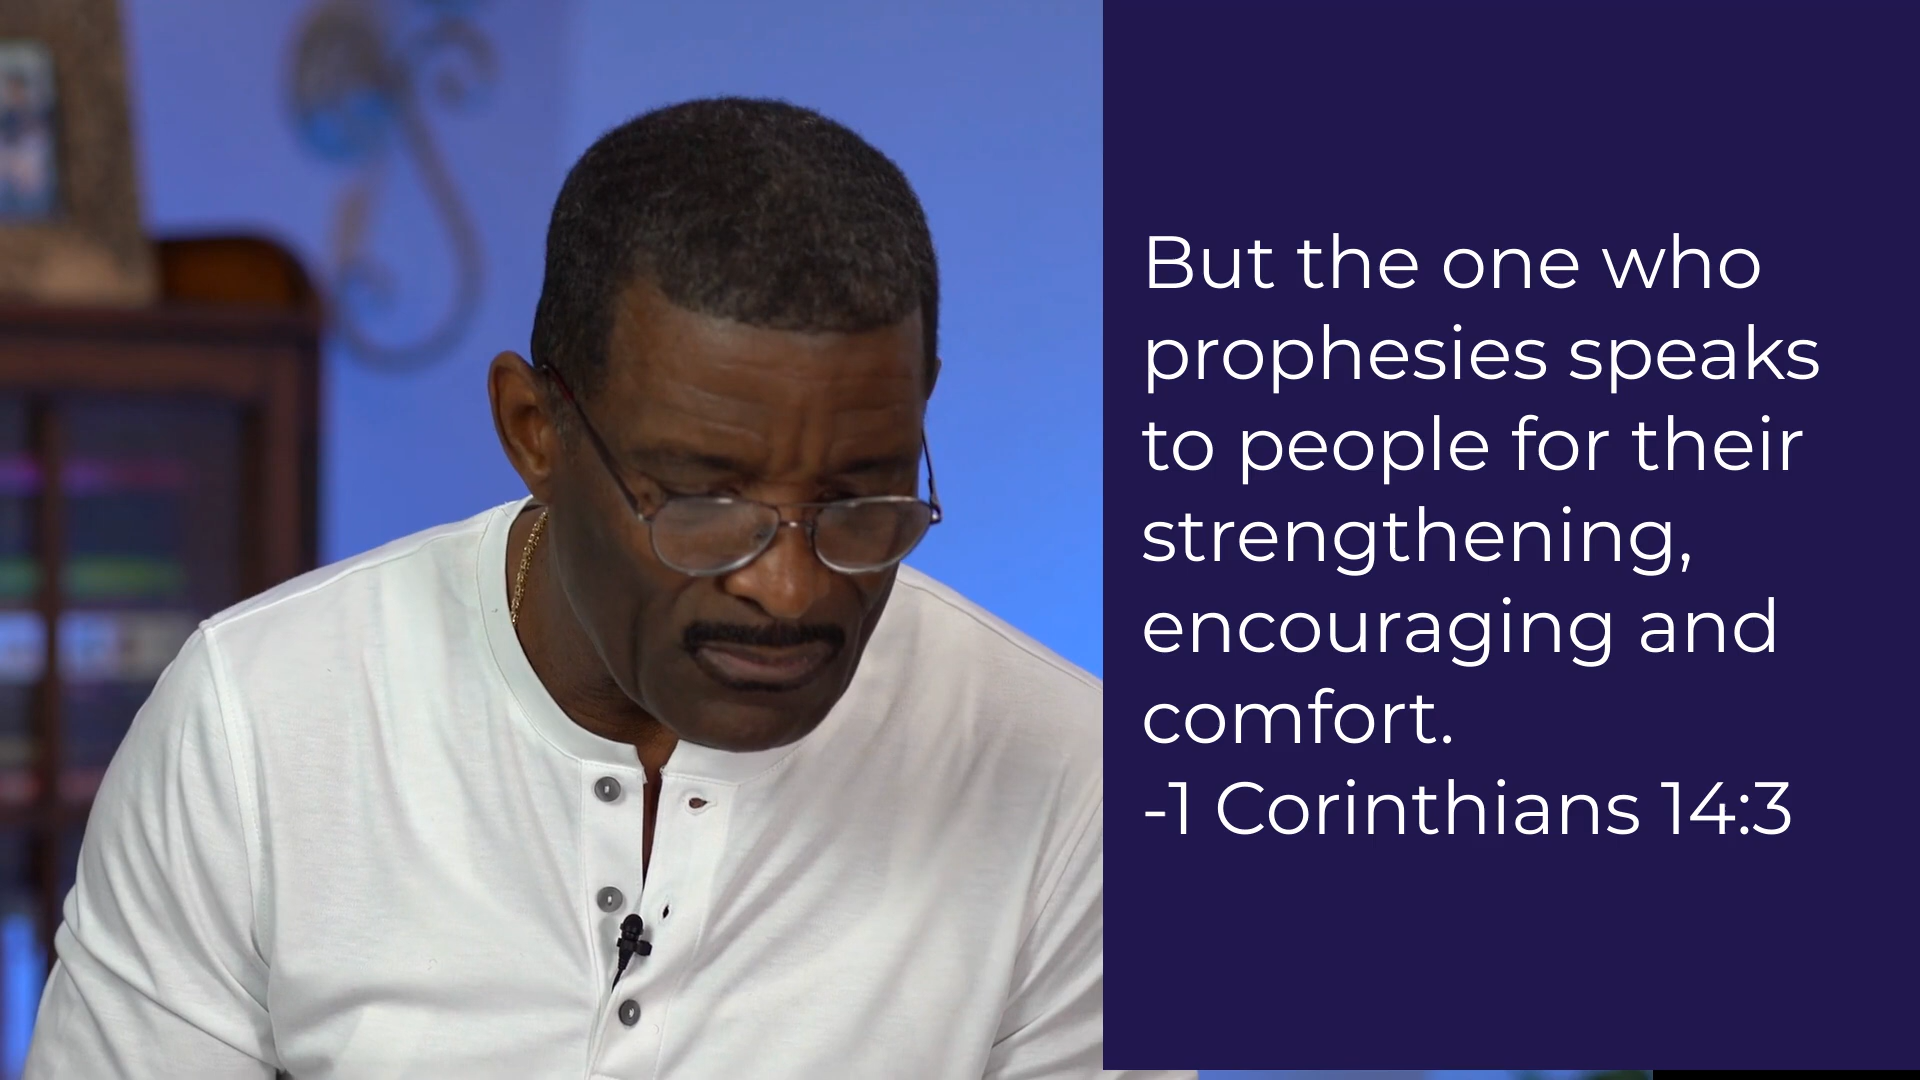 But the one who
prophesies speaks
to people for their
strengthening,
encouraging and
comfort.
-1 Corinthians 14:3